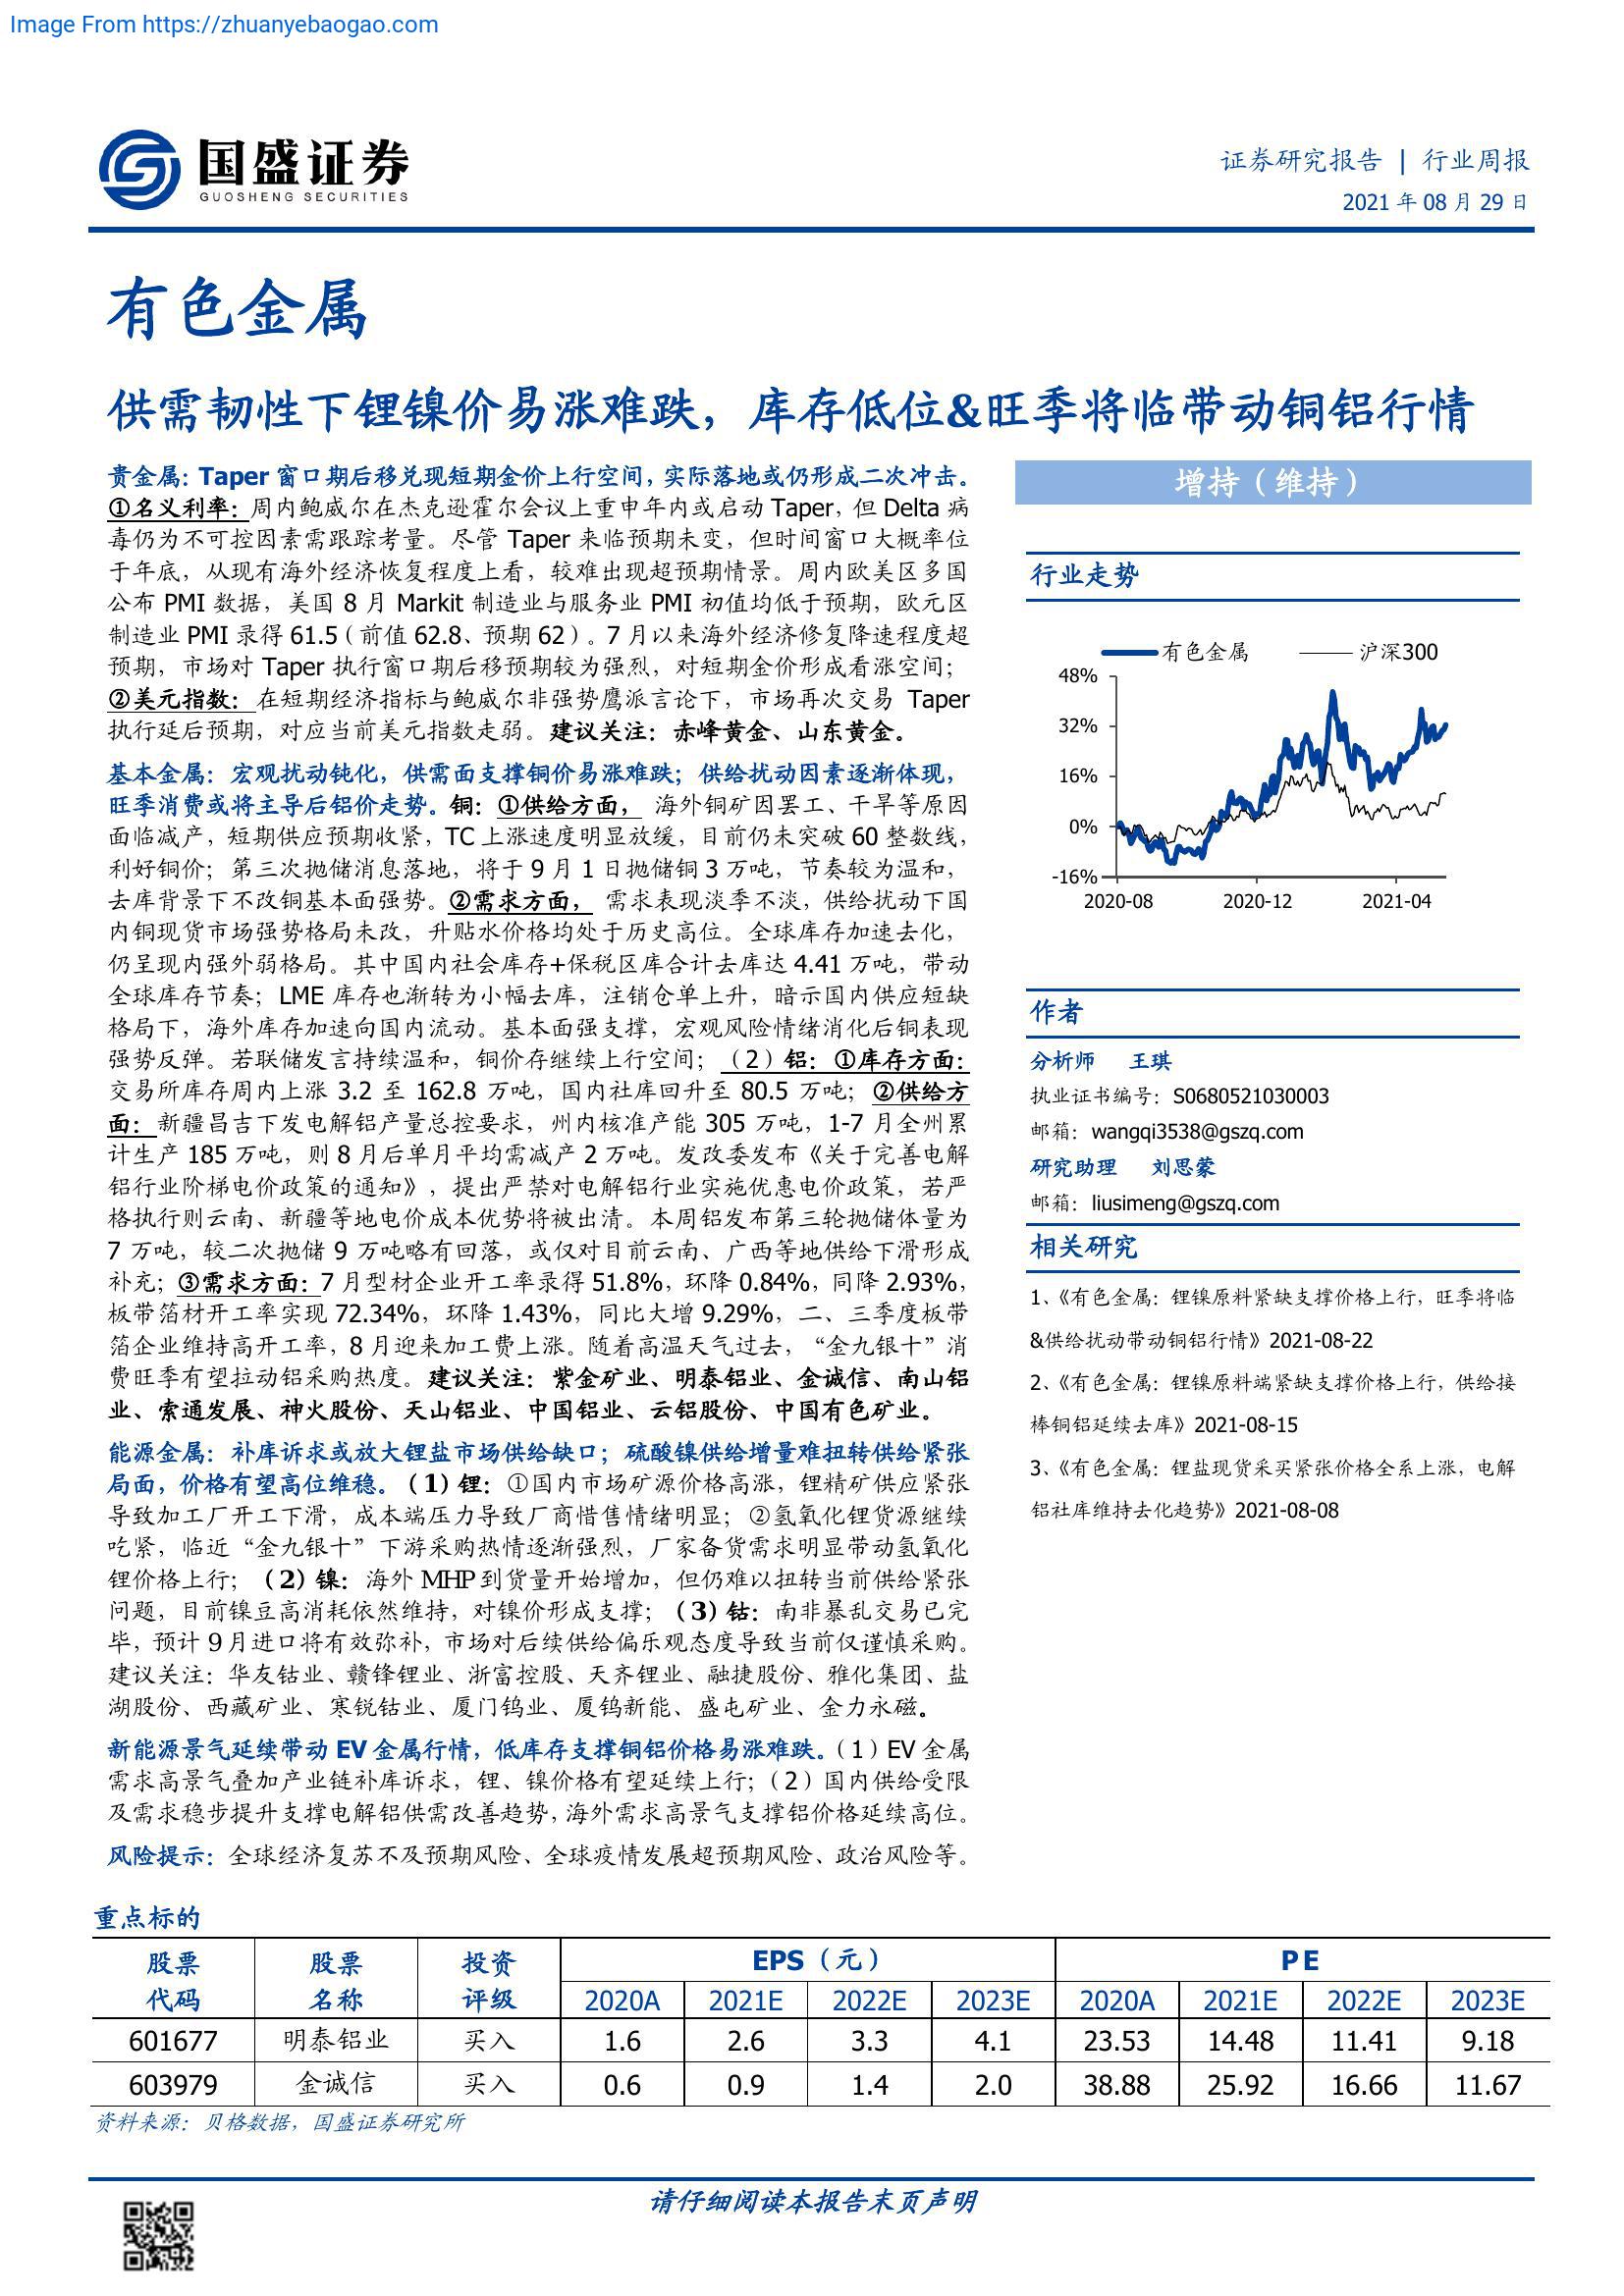 Image From https://zhuanyebaogao.com
国盛证券
GUOSHENG SECURITIES
证券研究报告 | 行业周报
2021 年 08 月 29 日
有色金属
供需韧性下锂镍价易涨难跌，库存低位&旺季将临带动铜铝行情
贵金属：Taper 窗口期后移兑现短期金价上行空间，实际落地或仍形成二次冲击。
①名义利率：周内鲍威尔在杰克逊霍尔会议上重申年内或启动 Taper，但 Delta 病
毒仍为不可控因素需跟踪考量。尽管 Taper 来临预期未变，但时间窗口大概率位
于年底，从现有海外经济恢复程度上看，较难出现超预期情景。周内欧美区多国
公布 PMI 数据，美国 8 月 Markit 制造业与服务业 PMI 初值均低于预期，欧元区
制造业 PMI 录得 61.5（前值 62.8、预期 62）。7 月以来海外经济修复降速程度超
预期，市场对 Taper 执行窗口期后移预期较为强烈，对短期金价形成看涨空间；
②美元指数：在短期经济指标与鲍威尔非强势鹰派言论下，市场再次交易 Taper
执行延后预期，对应当前美元指数走弱。建议关注：赤峰黄金、山东黄金。
基本金属：宏观扰动钝化，供需面支撑铜价易涨难跌；供给扰动因素逐渐体现，
旺季消费或将主导后铝价走势。铜：①供给方面， 海外铜矿因罢工、干旱等原因
面临减产，短期供应预期收紧，TC 上涨速度明显放缓，目前仍未突破 60 整数线，
利好铜价；第三次抛储消息落地，将于 9 月 1 日抛储铜 3 万吨，节奏较为温和，
去库背景下不改铜基本面强势。②需求方面， 需求表现淡季不淡，供给扰动下国
内铜现货市场强势格局未改，升贴水价格均处于历史高位。全球库存加速去化，
仍呈现内强外弱格局。其中国内社会库存+保税区库合计去库达 4.41 万吨，带动
全球库存节奏；LME 库存也渐转为小幅去库，注销仓单上升，暗示国内供应短缺
格局下，海外库存加速向国内流动。基本面强支撑，宏观风险情绪消化后铜表现
强势反弹。若联储发言持续温和，铜价存继续上行空间；（2）铝：①库存方面：
交易所库存周内上涨 3.2 至 162.8 万吨，国内社库回升至 80.5 万吨；②供给方
面：新疆昌吉下发电解铝产量总控要求，州内核准产能 305 万吨，1-7 月全州累
计生产 185 万吨，则 8 月后单月平均需减产 2 万吨。发改委发布《关于完善电解
铝行业阶梯电价政策的通知》，提出严禁对电解铝行业实施优惠电价政策，若严
格执行则云南、新疆等地电价成本优势将被出清。本周铝发布第三轮抛储体量为
7 万吨，较二次抛储 9 万吨略有回落，或仅对目前云南、广西等地供给下滑形成
补充；③需求方面：7 月型材企业开工率录得 51.8%，环降 0.84%，同降 2.93%，
板带箔材开工率实现 72.34%，环降 1.43%，同比大增 9.29%，二、三季度板带
箔企业维持高开工率，8 月迎来加工费上涨。随着高温天气过去，“金九银十”消
费旺季有望拉动铝采购热度。建议关注：紫金矿业、明泰铝业、金诚信、南山铝
业、索通发展、神火股份、天山铝业、中国铝业、云铝股份、中国有色矿业。
能源金属：补库诉求或放大锂盐市场供给缺口；硫酸镍供给增量难扭转供给紧张
局面，价格有望高位维稳。（1）锂：①国内市场矿源价格高涨，锂精矿供应紧张
导致加工厂开工下滑，成本端压力导致厂商惜售情绪明显；②氢氧化锂货源继续
吃紧，临近“金九银十”下游采购热情逐渐强烈，厂家备货需求明显带动氢氧化
锂价格上行；（2）镍：海外 MHP 到货量开始增加，但仍难以扭转当前供给紧张
问题，目前镍豆高消耗依然维持，对镍价形成支撑；（3）钴：南非暴乱交易已完
毕，预计 9 月进口将有效弥补，市场对后续供给偏乐观态度导致当前仅谨慎采购。
建议关注：华友钴业、赣锋锂业、浙富控股、天齐锂业、融捷股份、雅化集团、盐
湖股份、西藏矿业、寒锐钴业、厦门钨业、厦钨新能、盛屯矿业、金力永磁。
新能源景气延续带动 EV 金属行情，低库存支撑铜铝价格易涨难跌。（1）EV 金属
需求高景气叠加产业链补库诉求，锂、镍价格有望延续上行；（2）国内供给受限
及需求稳步提升支撑电解铝供需改善趋势，海外需求高景气支撑铝价格延续高位。
风险提示：全球经济复苏不及预期风险、全球疫情发展超预期风险、政治风险等。
增持（维持）
行业走势
有色金属 沪深300
48%
32%
16%
0%
-16%
2020-08 2020-12 2021-04
作者
分析师 王琪
执业证书编号：S0680521030003
邮箱：wangqi3538@gszq.com
研究助理 刘思蒙
邮箱：liusimeng@gszq.com
相关研究
1、《有色金属：锂镍原料紧缺支撑价格上行，旺季将临
&供给扰动带动铜铝行情》2021-08-22
2、《有色金属：锂镍原料端紧缺支撑价格上行，供给接
棒铜铝延续去库》2021-08-15
3、《有色金属：锂盐现货采买紧张价格全系上涨，电解
铝社库维持去化趋势》2021-08-08
重点标的
股票 股票 投资 EPS（元） PE
代码 名称 评级 2020A 2021E 2022E 2023E 2020A 2021E 2022E 2023E
601677 明泰铝业 买入 1.6 2.6 3.3 4.1 23.53 14.48 11.41 9.18
603979 金诚信 买入 0.6 0.9 1.4 2.0 38.88 25.92 16.66 11.67
资料来源：贝格数据，国盛证券研究所
请仔细阅读本报告末页声明